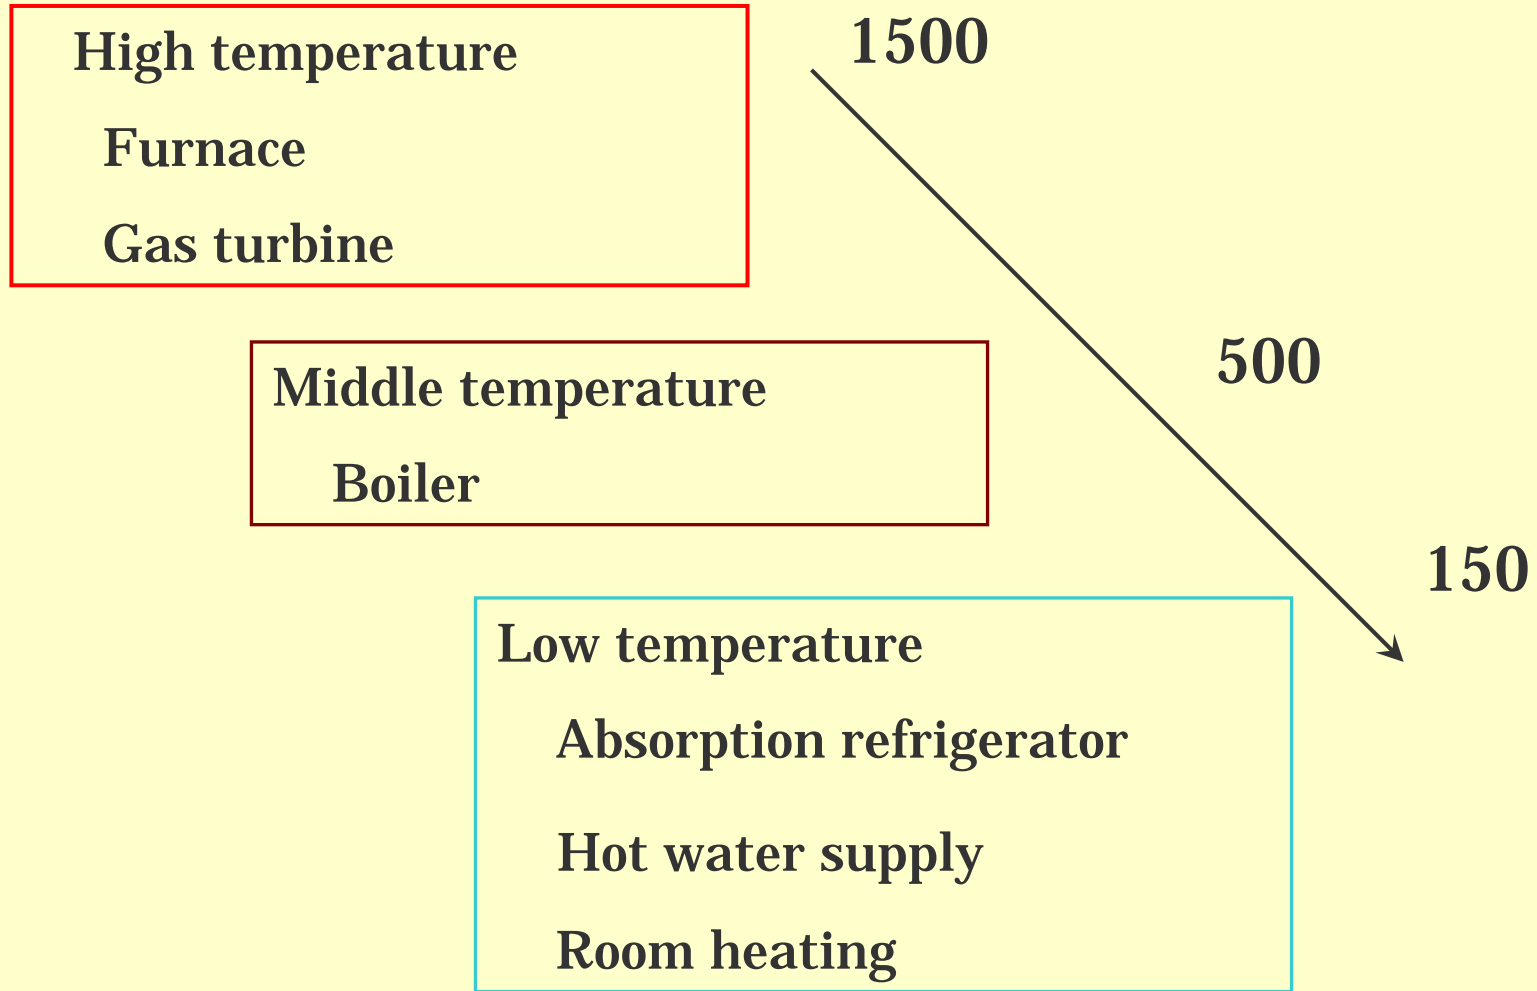 High temperature
Furnace
Gas turbine
1500
Middle temperature
Boiler
500
150
Low temperature
Absorption refrigerator
Hot water supply
Room heating